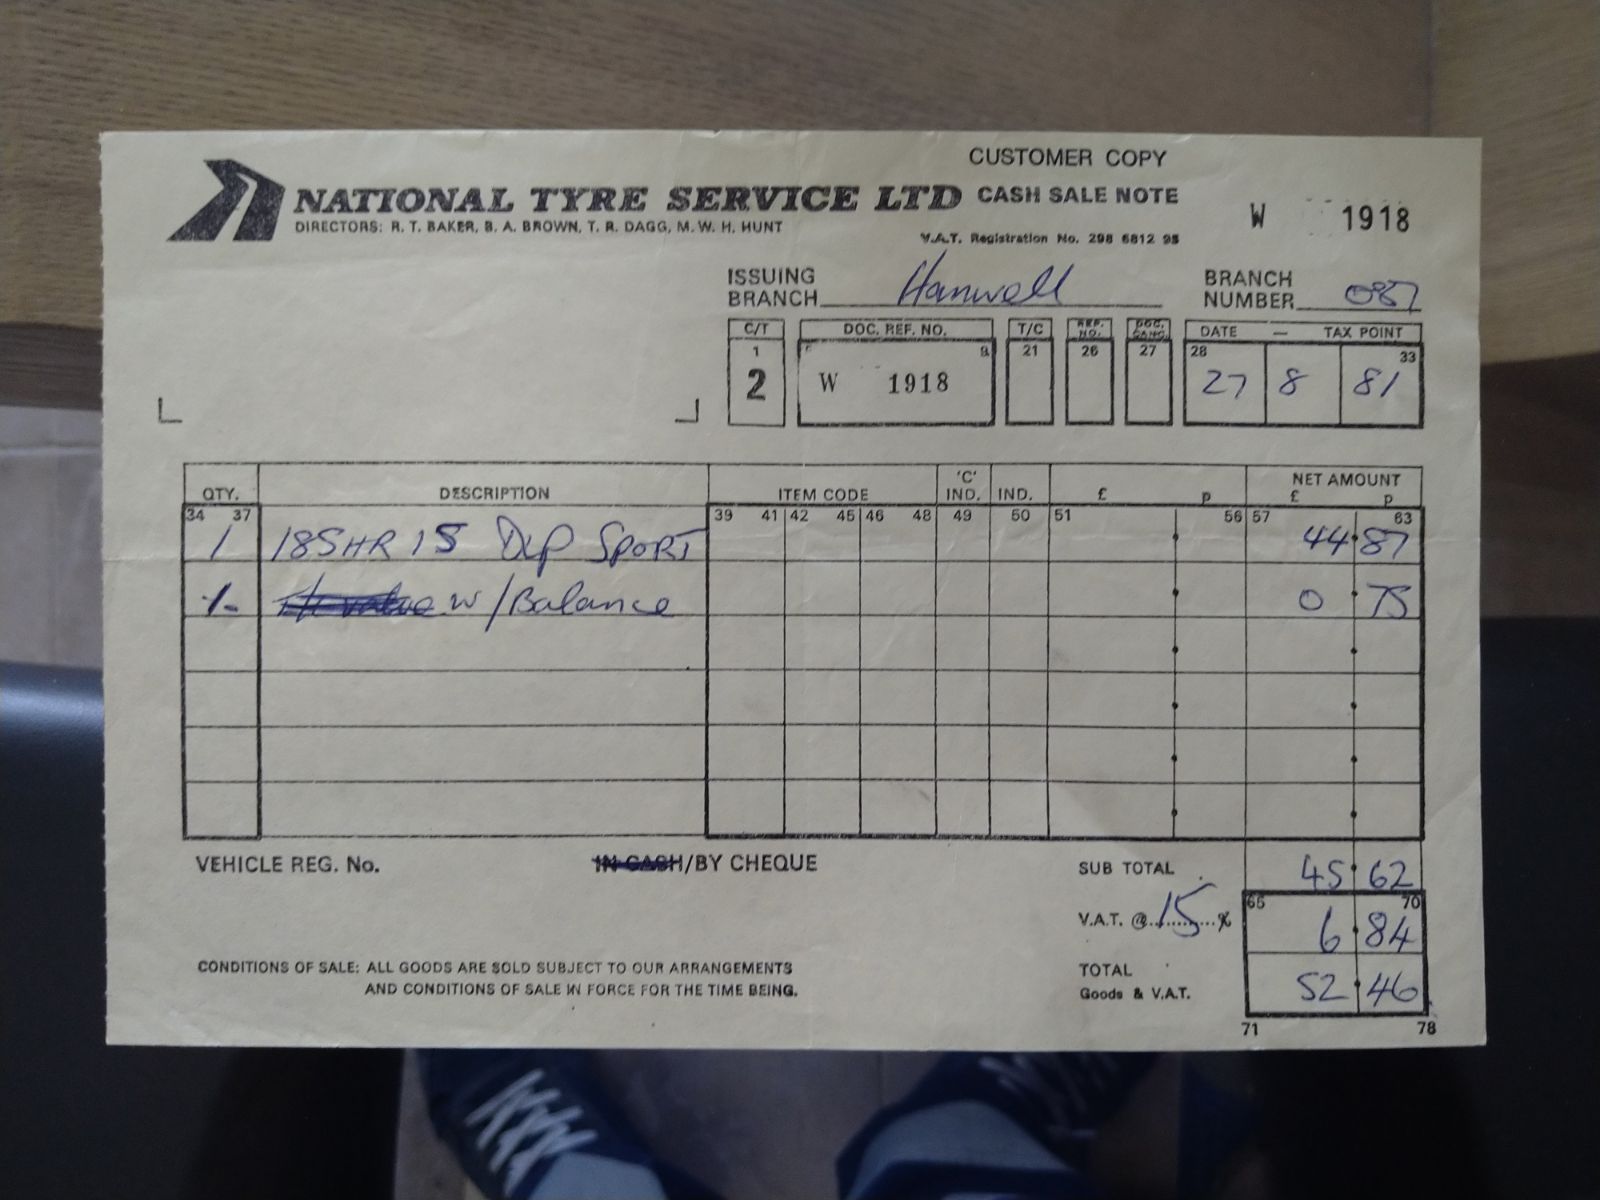 CUSTOMER COPY
NATIONAL TYRE SERVICE LTD CASH SALE NOTE
DIRECTORS: R. T. BAKER, B. A. BROWN, T. R. DAGG, M. W. H. HUNT
V.A.T. Registration No. 298 6812 95
W 1918
ISSUING BRANCH Hanwell
BRANCH NUMBER 087
C/T DOC. REF. NO. T/C REP. NO. DOC. CANC. DATE — TAX POINT
1 8 21 26 27 28 33
2 W 1918 27 8 81
QTY. DESCRIPTION ITEM CODE 'C' IND. IND. £ p NET AMOUNT £ p
34 37 39 41 42 45 46 48 49 50 51 56 57 63
1 185HR15 DLP SPORT 44 87
w/Balance 0 75
VEHICLE REG. No. IN CASH/BY CHEQUE
SUB TOTAL 45 62
65 70
V.A.T. @ 15 % 6 84
CONDITIONS OF SALE: ALL GOODS ARE SOLD SUBJECT TO OUR ARRANGEMENTS
AND CONDITIONS OF SALE IN FORCE FOR THE TIME BEING.
TOTAL
Goods & V.A.T. 52 46
71 78